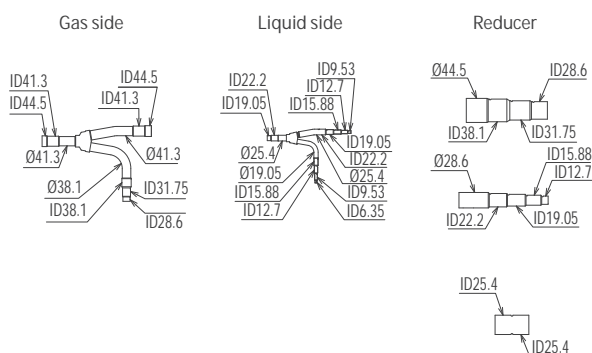 Gas side
ID41.3
ID44.5
ID44.5
ID41.3
Ø41.3
Ø41.3
Ø38.1
ID38.1
ID31.75
ID28.6
Liquid side
ID22.2
ID19.05
ID9.53
ID12.7
ID15.88
Ø25.4
Ø19.05
ID15.88
ID12.7
ID19.05
ID22.2
Ø25.4
ID9.53
ID6.35
Reducer
Ø44.5
ID28.6
ID38.1
ID31.75
Ø28.6
ID15.88
ID12.7
ID22.2
ID19.05
ID25.4
ID25.4